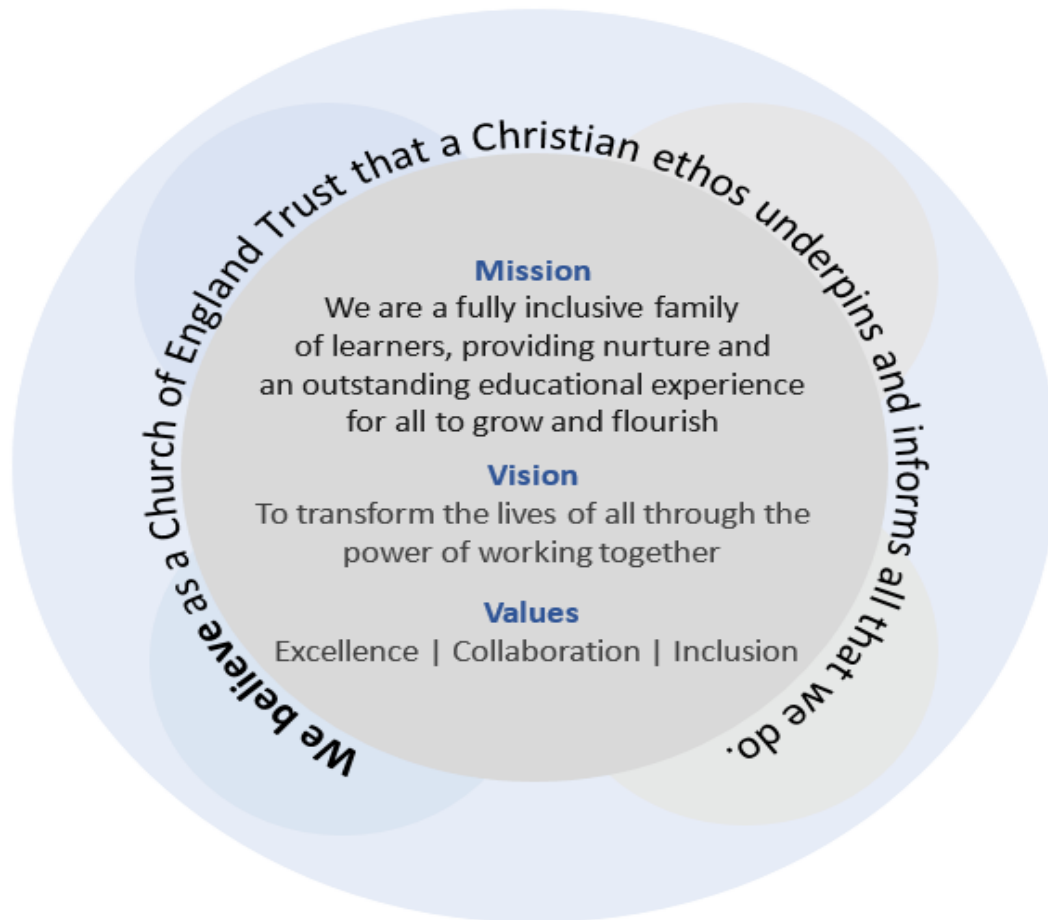 We believe as a Church of England Trust that a Christian ethos underpins and informs all that we do.
Mission
We are a fully inclusive family
of learners, providing nurture and
an outstanding educational experience
for all to grow and flourish
Vision
To transform the lives of all through the
power of working together
Values
Excellence | Collaboration | Inclusion